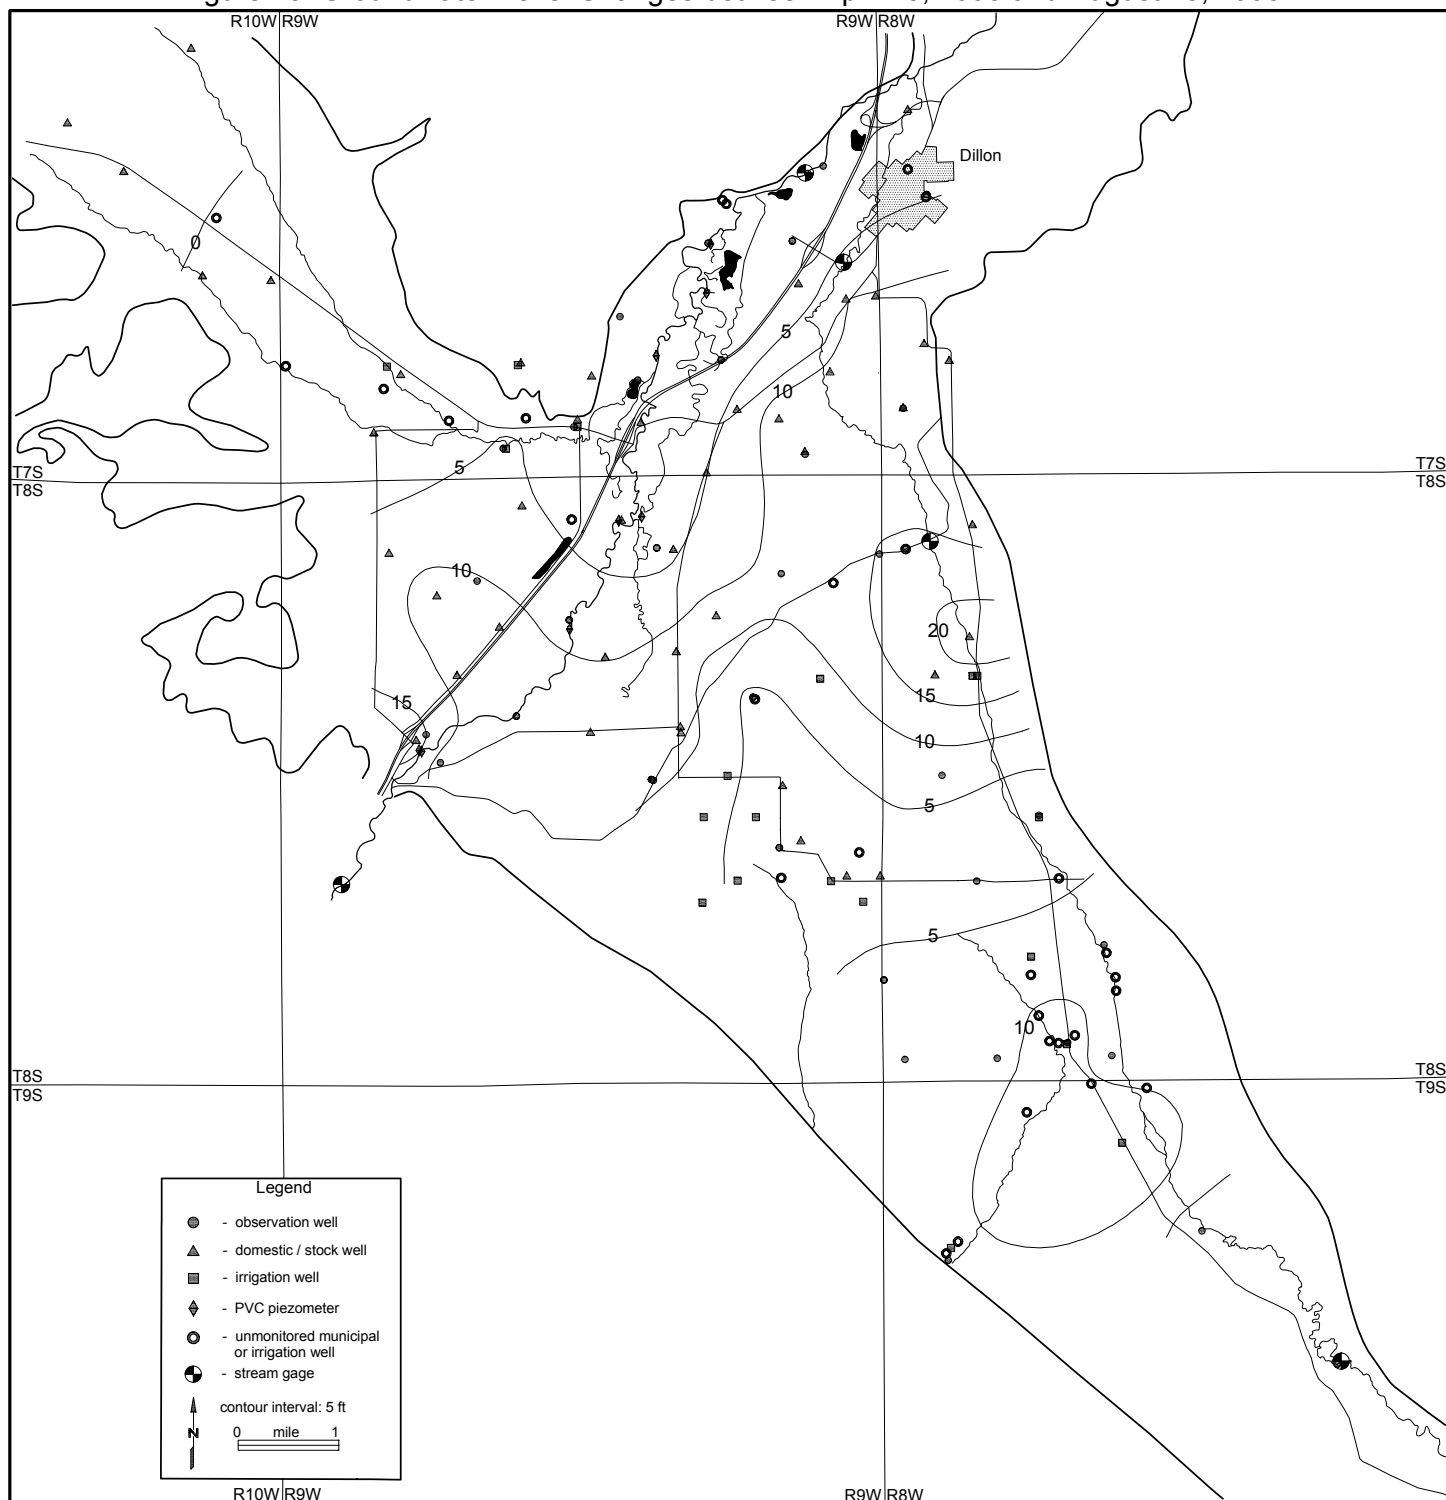 R10W R9W
R9W R8W
Dillon
0
5
10
T7S
T8S
5
T7S
T8S
10
20
15
15
10
5
5
10
T8S
T9S
T8S
T9S
Legend
- observation well
- domestic / stock well
- irrigation well
- PVC piezometer
- unmonitored municipal
or irrigation well
- stream gage
contour interval: 5 ft
N
0 mile 1
R10W R9W
R9W R8W